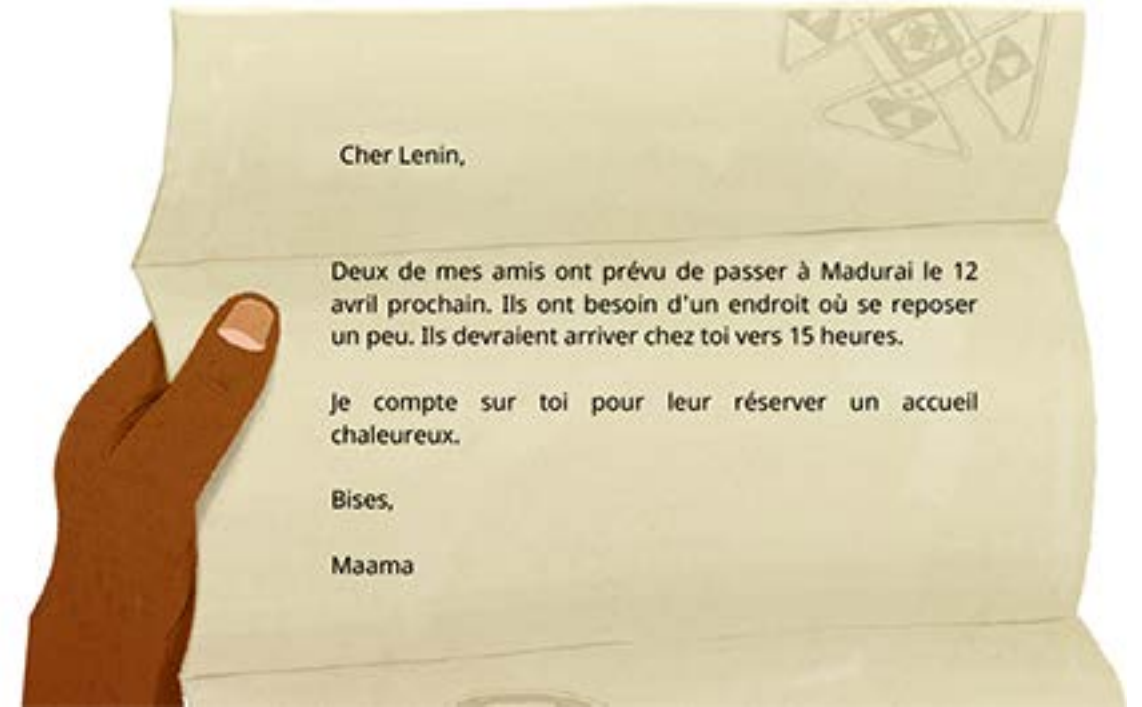 Cher Lenin,
Deux de mes amis ont prévu de passer à Madurai le 12
avril prochain. Ils ont besoin d'un endroit où se reposer
un peu. Ils devraient arriver chez toi vers 15 heures.
Je compte sur toi pour leur réserver un accueil
chaleureux.
Bises,
Maama